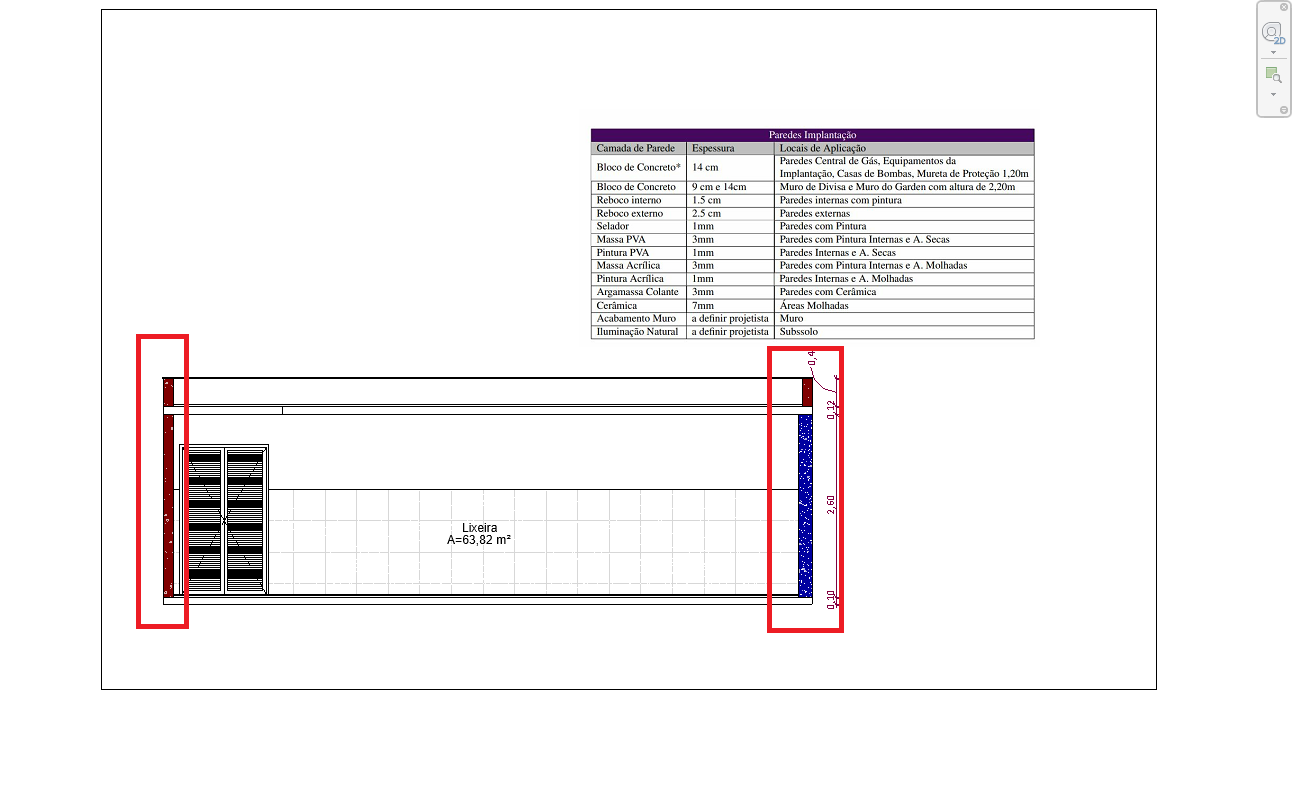 2D
Paredes Implantação
Camada de Parede Espessura Locais de Aplicação
Bloco de Concreto* 14 cm Paredes Central de Gás, Equipamentos da
Implantação, Casas de Bombas, Mureta de Proteção 1,20m
Bloco de Concreto 9 cm e 14cm Muro de Divisa e Muro do Garden com altura de 2,20m
Reboco interno 1.5 cm Paredes internas com pintura
Reboco externo 2.5 cm Paredes externas
Selador 1mm Paredes com Pintura
Massa PVA 3mm Paredes com Pintura Internas e A. Secas
Pintura PVA 1mm Paredes Internas e A. Secas
Massa Acrílica 3mm Paredes com Pintura Internas e A. Molhadas
Pintura Acrílica 1mm Paredes Internas e A. Molhadas
Argamassa Colante 3mm Paredes com Cerâmica
Cerâmica 7mm Áreas Molhadas
Acabamento Muro a definir projetista Muro
Iluminação Natural a definir projetista Subssolo
0,12
2,60
Lixeira
A=63,82 m²
0,10